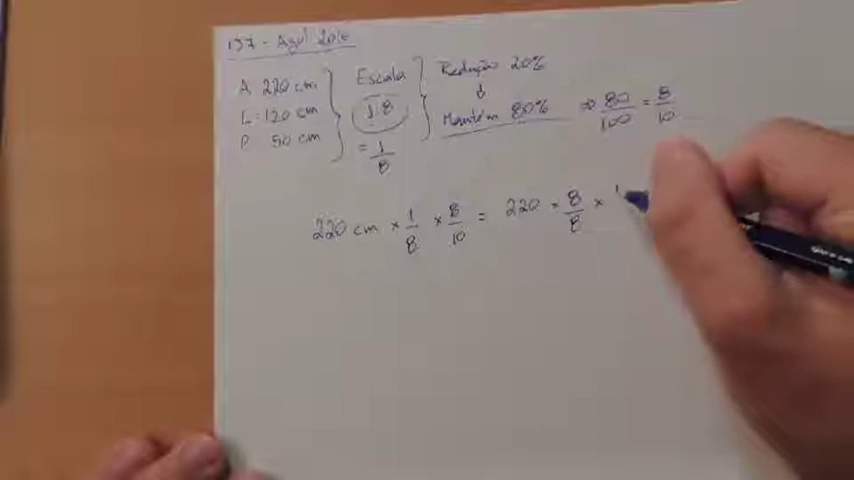 157 - Azul 2016
A 220 cm
L = 120 cm
P 50 cm
Escala
1:8
= 1/8
Redução 20%
↓
Mantém 80% ⇒ 80/100 = 8/10
220 cm × 1/8 × 8/10 = 220 × 8/8 × 1